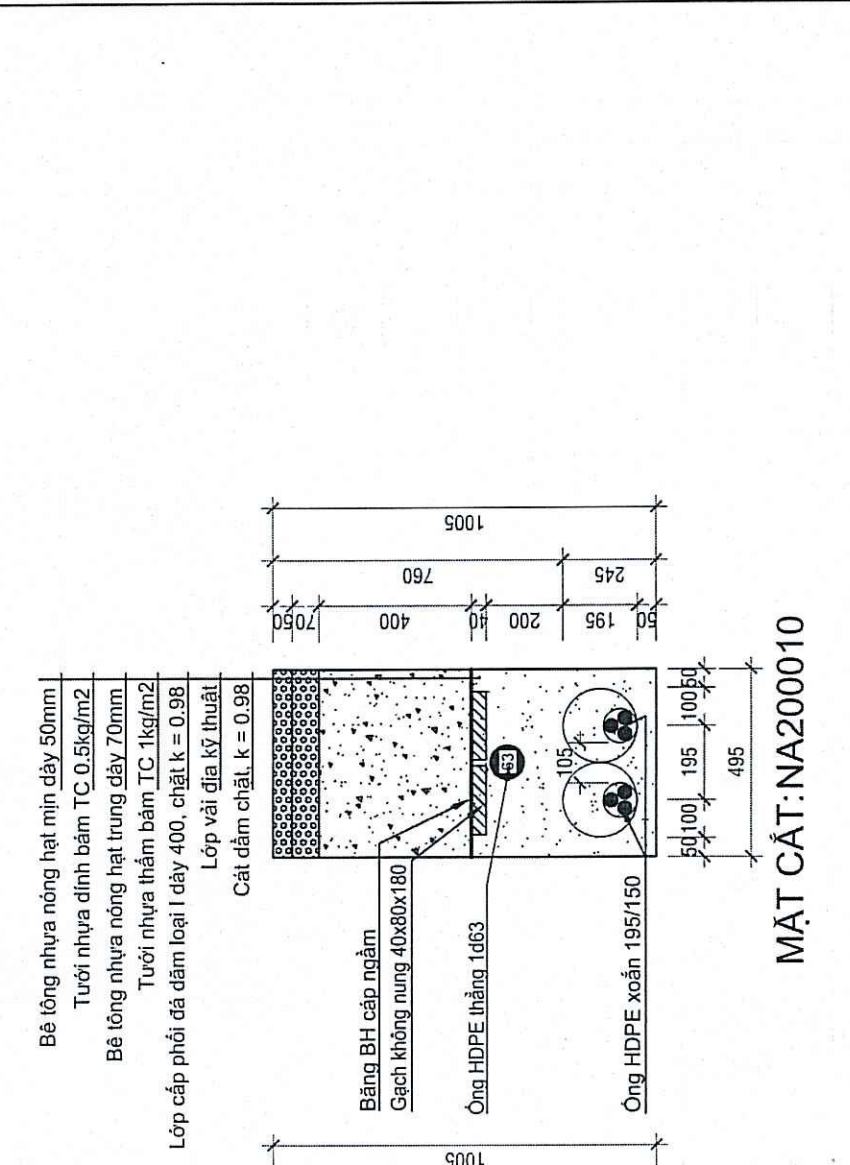 Bê tông nhựa nóng hạt mịn dày 50mm
Tưới nhựa dính bám TC 0.5kg/m2
Bê tông nhựa nóng hạt trung dày 70mm
Tưới nhựa thấm bám TC 1kg/m2
Lớp cấp phối đá dăm loại I dày 400, chặt k = 0.98
Lớp vải địa kỹ thuật
Cát đầm chặt, k = 0.98
Băng BH cáp ngầm
Gạch không nung 40x80x180
Ống HDPE thẳng 1d63
Ống HDPE xoắn 195/150
63
105
50
70
400
40
200
195
50
760
245
1005
50
100
195
100
50
495
1005
MẶT CẮT:NA200010